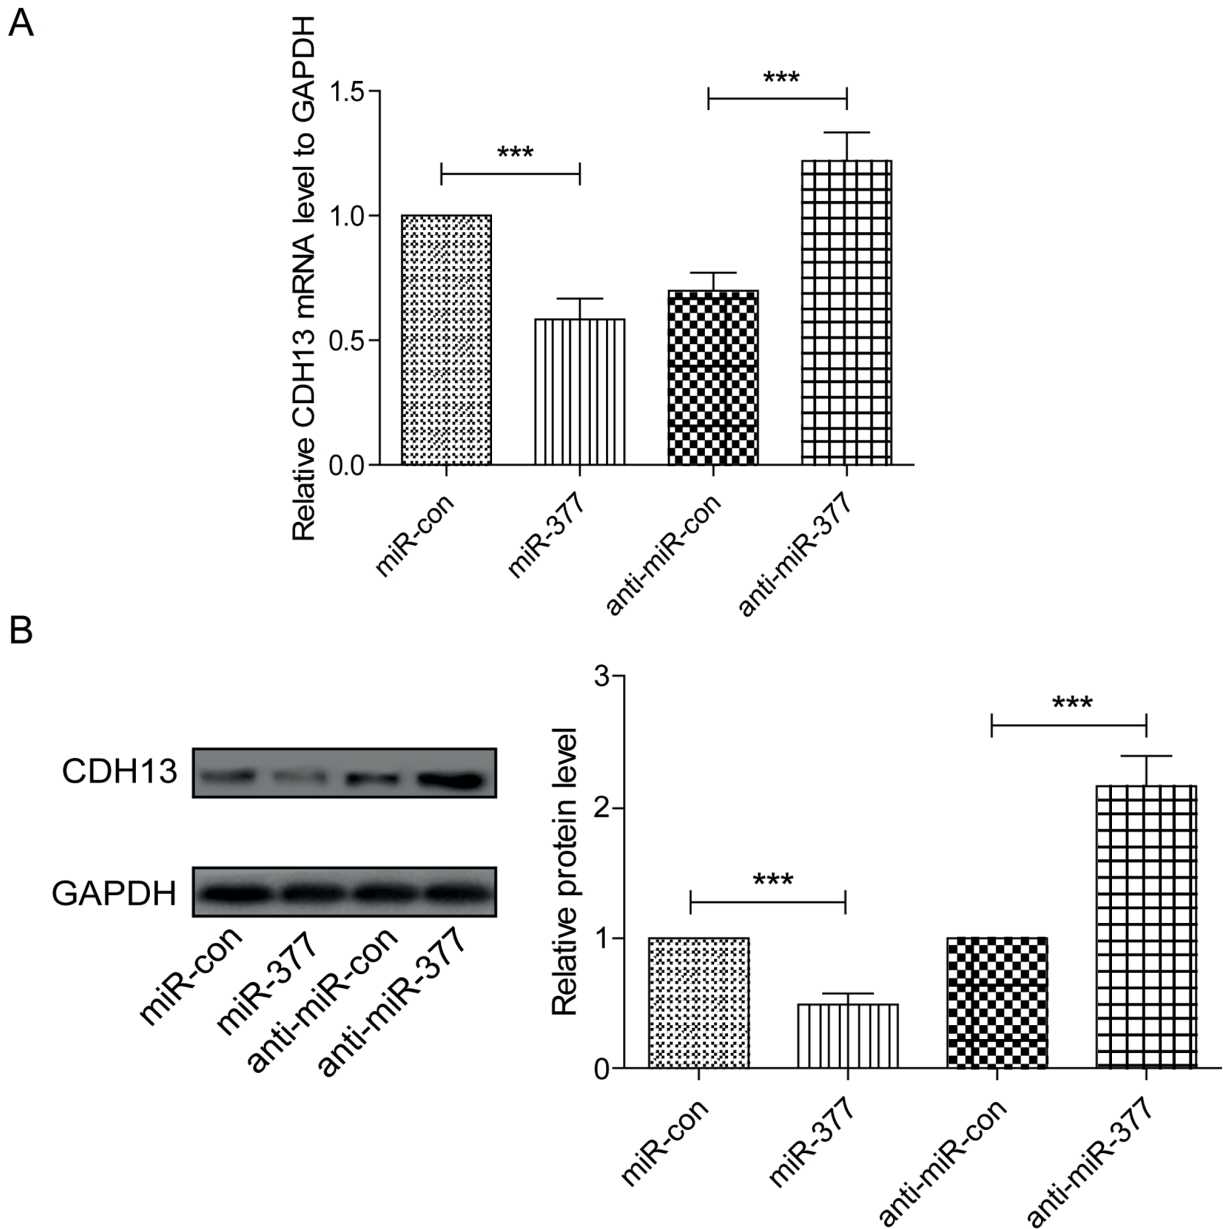 A
Relative CDH13 mRNA level to GAPDH
1.5
1.0
0.5
0.0
***
***
miR-con
miR-377
anti-miR-con
anti-miR-377
B
CDH13
GAPDH
miR-con
miR-377
anti-miR-con
anti-miR-377
Relative protein level
3
2
1
0
***
***
miR-con
miR-377
anti-miR-con
anti-miR-377